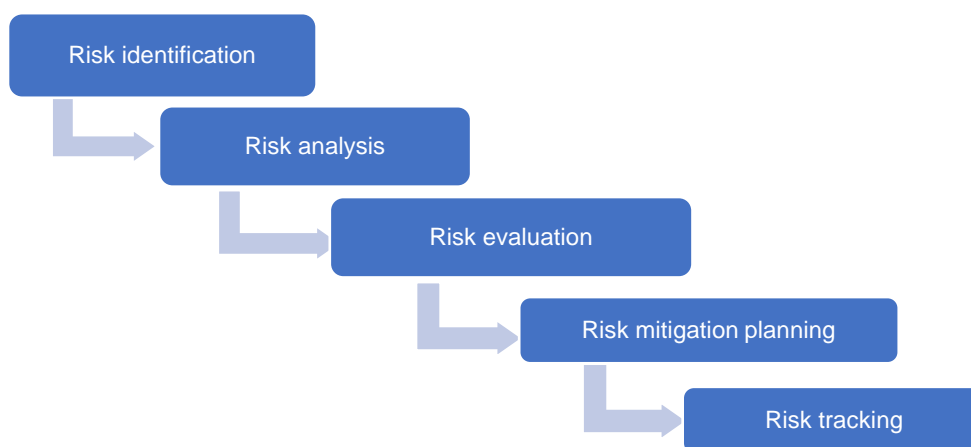 Risk identification
Risk analysis
Risk evaluation
Risk mitigation planning
Risk tracking